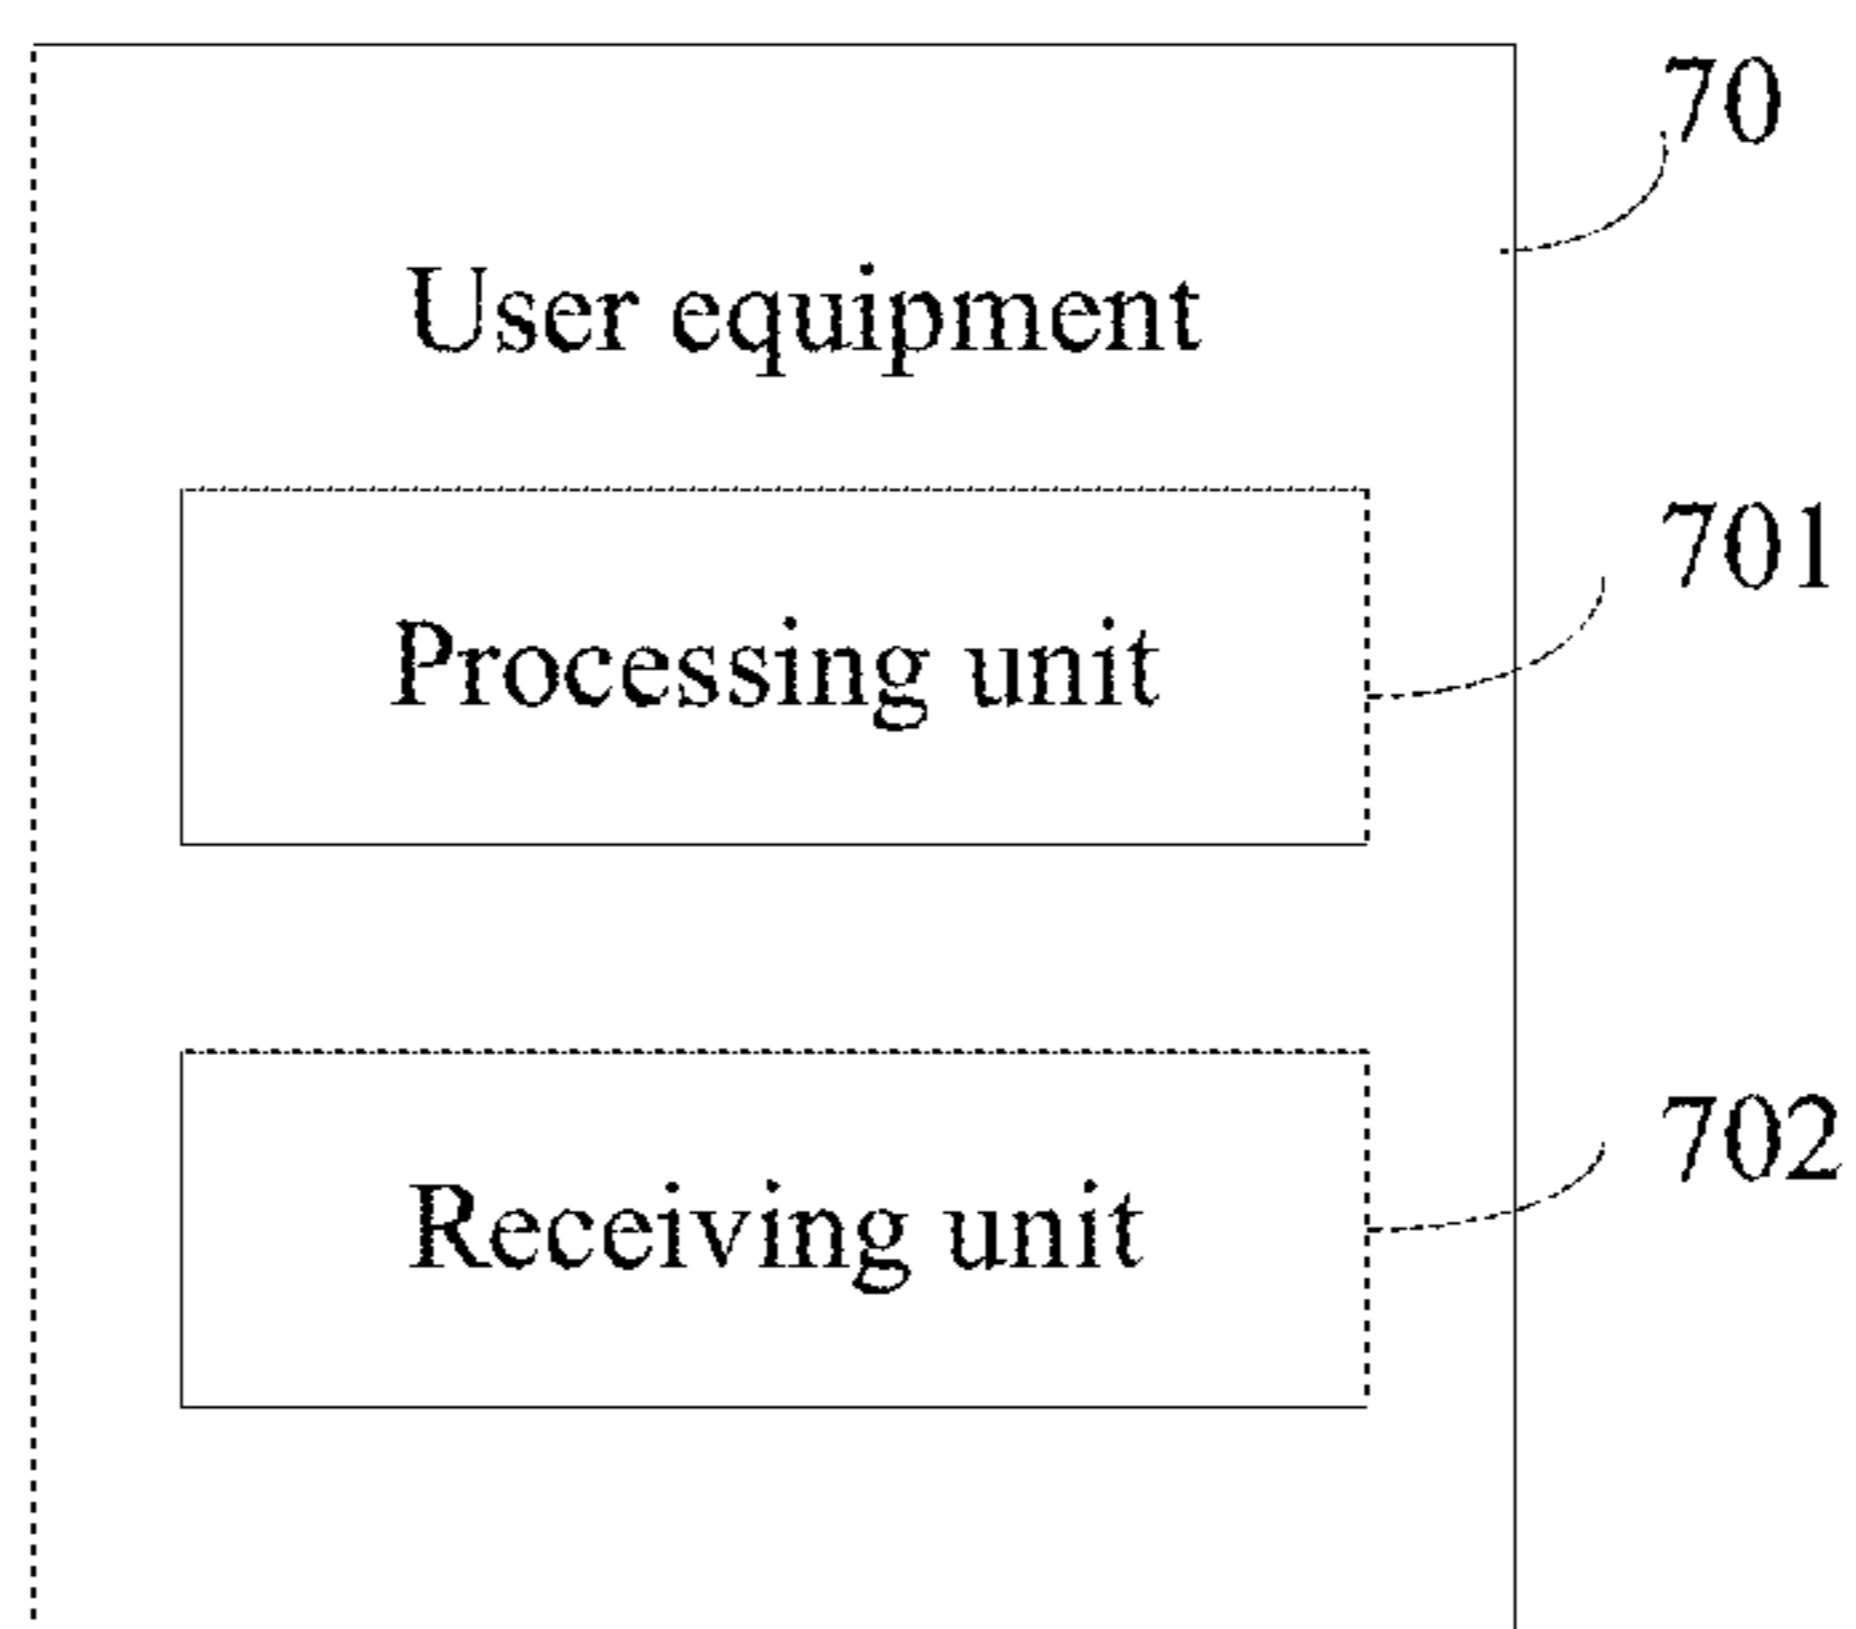 70
User equipment
701
Processing unit
702
Receiving unit